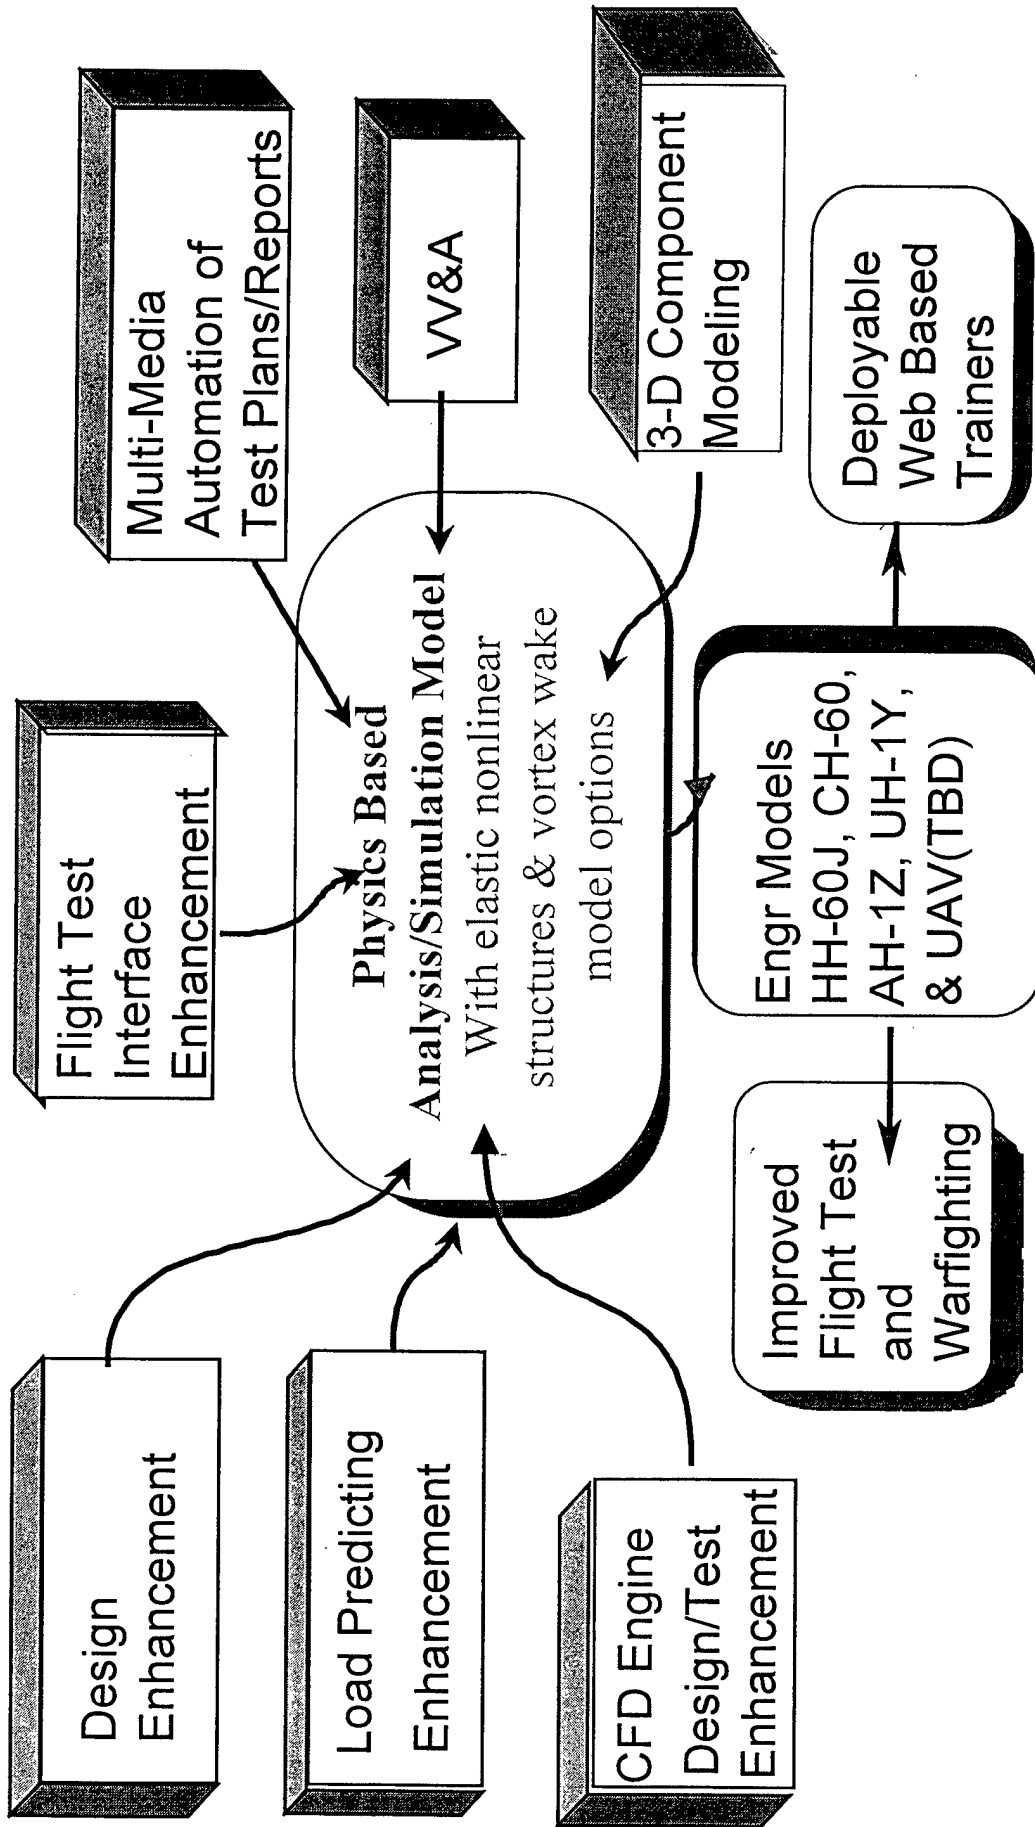 Design
Enhancement
Load Predicting
Enhancement
CFD Engine
Design/Test
Enhancement
Flight Test
Interface
Enhancement
Multi-Media
Automation of
Test Plans/Reports
VV&A
3-D Component
Modeling
Physics Based
Analysis/Simulation Model
With elastic nonlinear
structures & vortex wake
model options
Improved
Flight Test
and
Warfighting
Engr Models
HH-60J, CH-60,
AH-1Z, UH-1Y,
& UAV(TBD)
Deployable
Web Based
Trainers